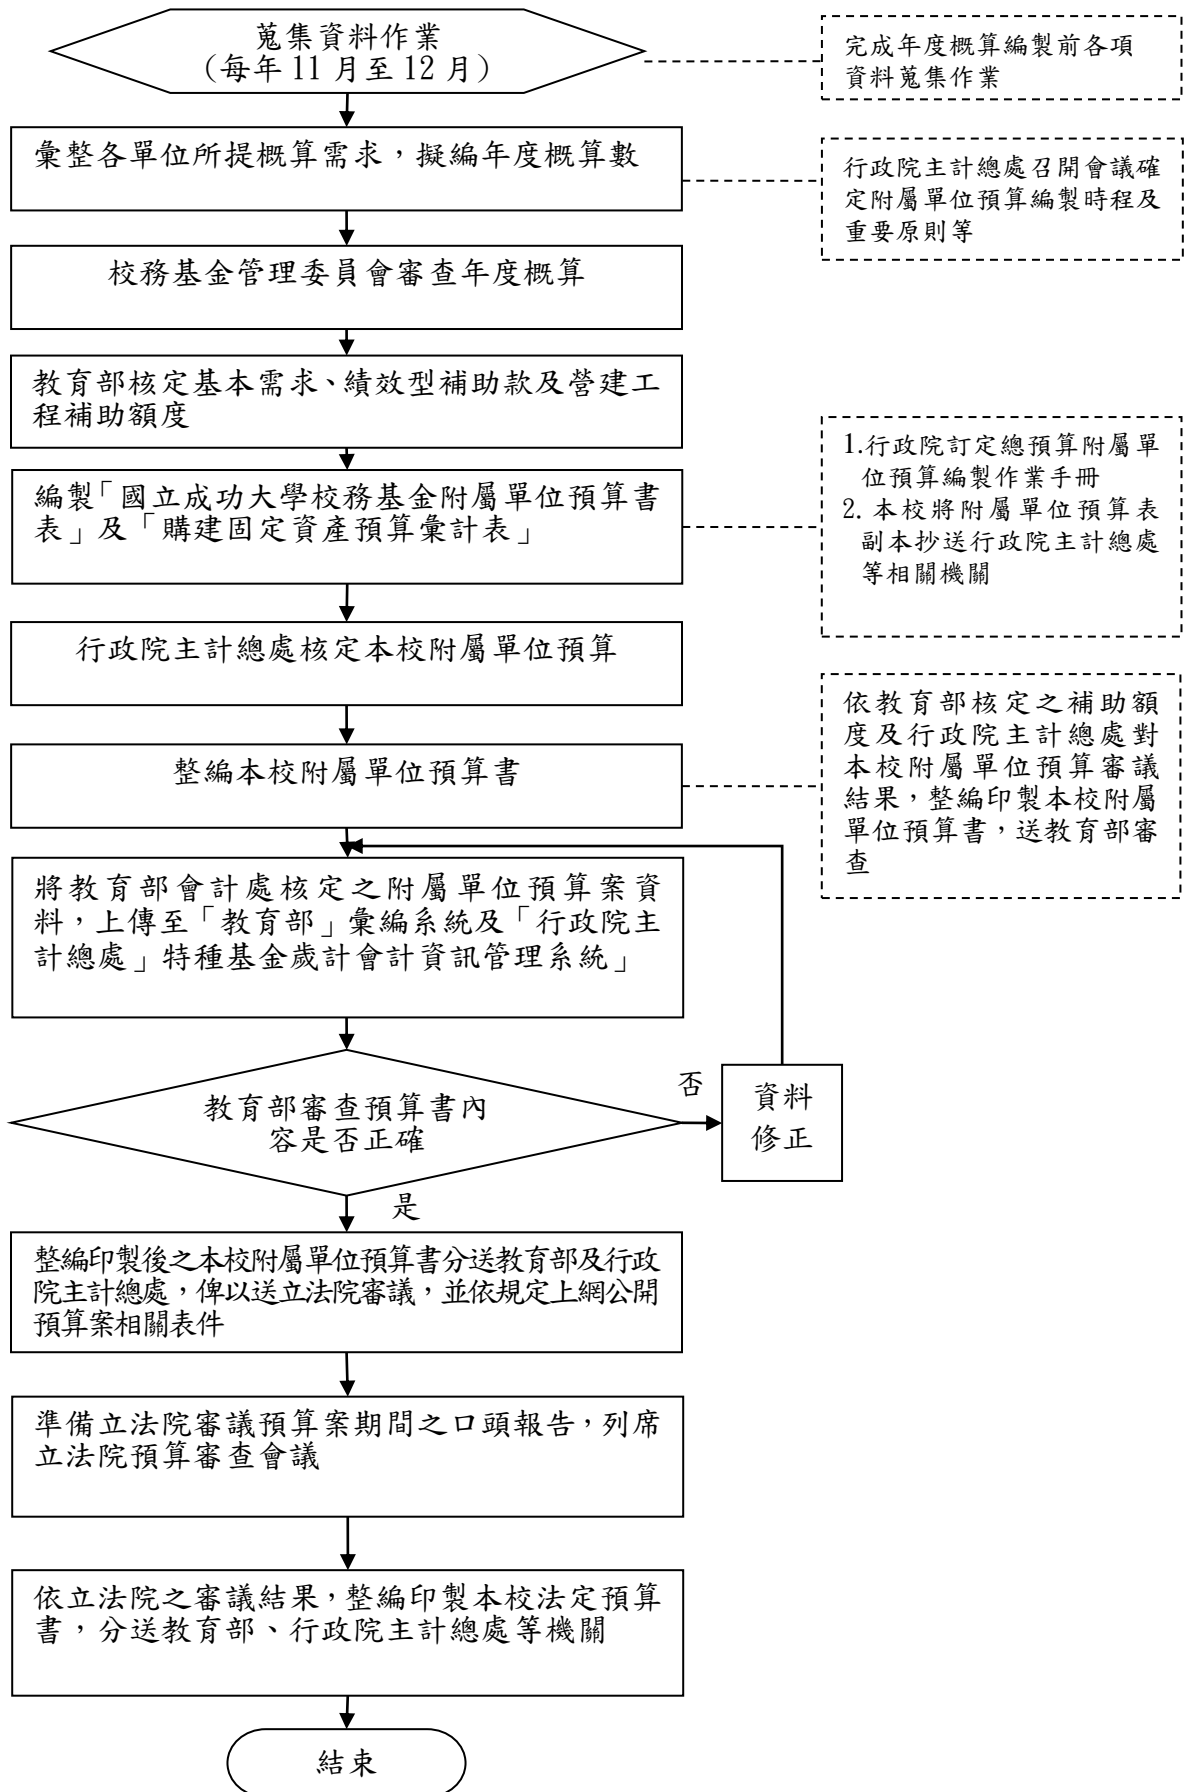 蒐集資料作業
(每年 11 月至 12 月)
完成年度概算編製前各項
資料蒐集作業
彙整各單位所提概算需求，擬編年度概算數
行政院主計總處召開會議確
定附屬單位預算編製時程及
重要原則等
校務基金管理委員會審查年度概算
教育部核定基本需求、績效型補助款及營建工
程補助額度
編製「國立成功大學校務基金附屬單位預算書
表」及「購建固定資產預算彙計表」
1.行政院訂定總預算附屬單
位預算編製作業手冊
2. 本校將附屬單位預算表
副本抄送行政院主計總處
等相關機關
行政院主計總處核定本校附屬單位預算
整編本校附屬單位預算書
依教育部核定之補助額
度及行政院主計總處對
本校附屬單位預算審議
結果，整編印製本校附屬
單位預算書，送教育部審
查
將教育部會計處核定之附屬單位預算案資
料，上傳至「教育部」彙編系統及「行政院主
計總處」特種基金歲計會計資訊管理系統」
教育部審查預算書內
容是否正確
否
資料
修正
是
整編印製後之本校附屬單位預算書分送教育部及行政
院主計總處，俾以送立法院審議，並依規定上網公開
預算案相關表件
準備立法院審議預算案期間之口頭報告，列席
立法院預算審查會議
依立法院之審議結果，整編印製本校法定預算
書，分送教育部、行政院主計總處等機關
結束